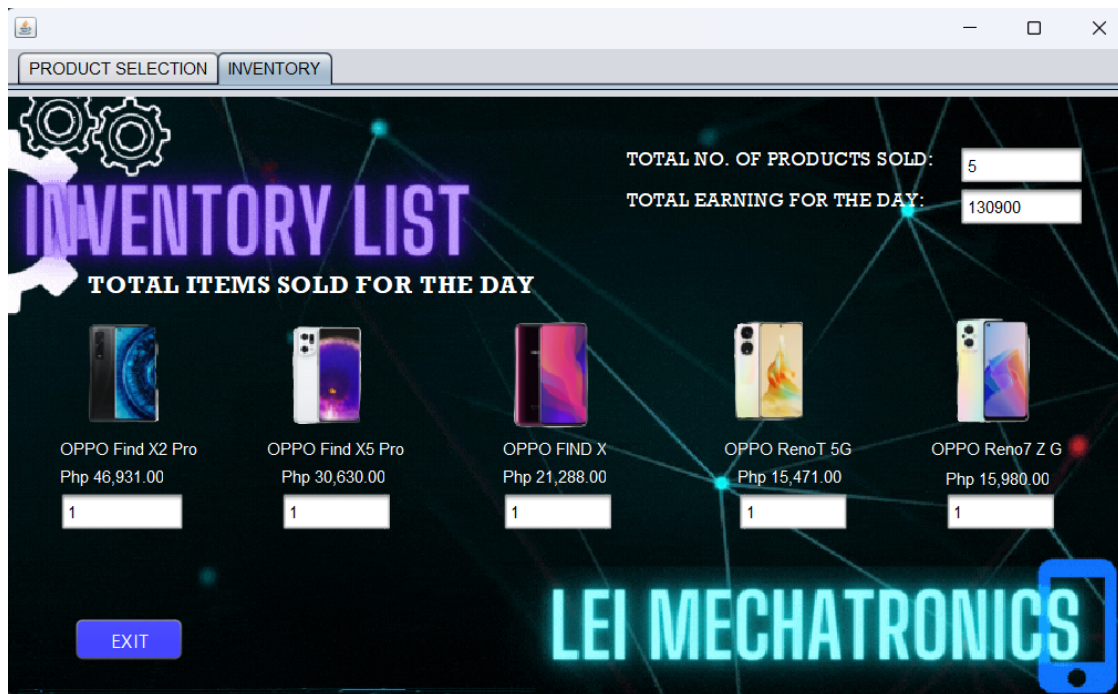 PRODUCT SELECTION INVENTORY
TOTAL NO. OF PRODUCTS SOLD: 5
INVENTORY LIST
TOTAL EARNING FOR THE DAY: 130900
TOTAL ITEMS SOLD FOR THE DAY
OPPO Find X2 Pro OPPO Find X5 Pro OPPO FIND X OPPO RenoT 5G OPPO Reno7 Z G
Php 46,931.00 Php 30,630.00 Php 21,288.00 Php 15,471.00 Php 15,980.00
1 1 1 1 1
LEI MECHATRONICS
EXIT